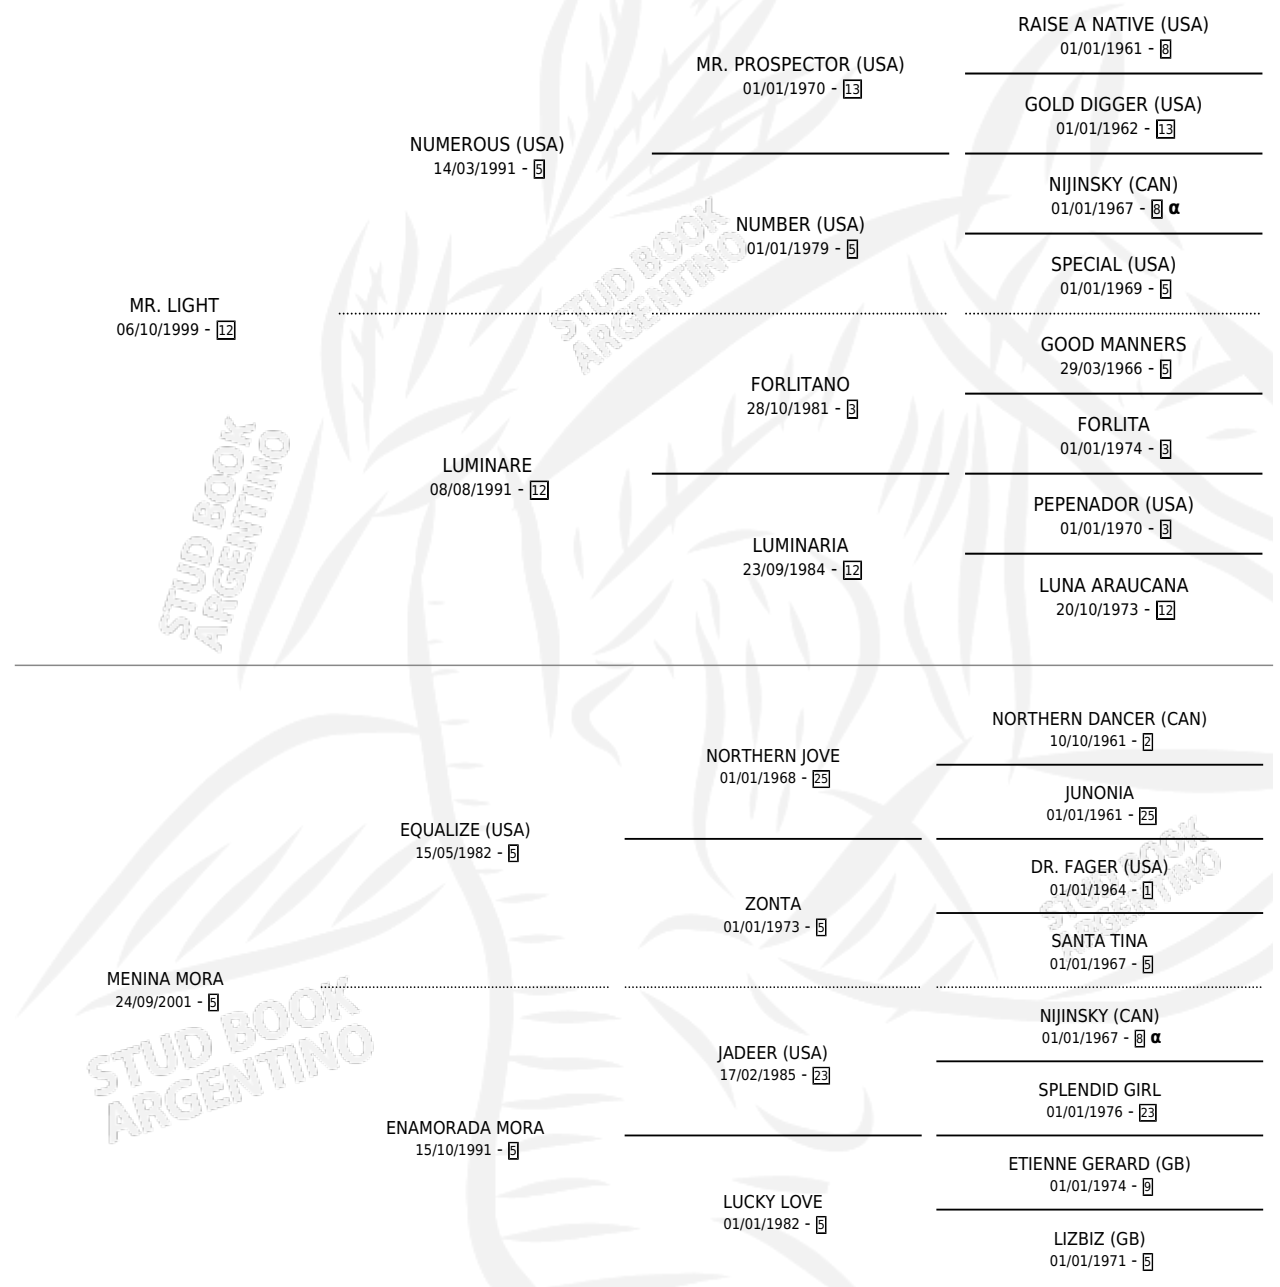 RAISE A NATIVE (USA)
01/01/1961 - 8
MR. PROSPECTOR (USA)
01/01/1970 - 13
GOLD DIGGER (USA)
01/01/1962 - 13
NUMEROUS (USA)
14/03/1991 - 5
NIJINSKY (CAN)
01/01/1967 - 8 α
NUMBER (USA)
01/01/1979 - 5
SPECIAL (USA)
01/01/1969 - 5
MR. LIGHT
06/10/1999 - 12
GOOD MANNERS
29/03/1966 - 5
FORLITANO
28/10/1981 - 3
FORLITA
01/01/1974 - 3
LUMINARE
08/08/1991 - 12
PEPENADOR (USA)
01/01/1970 - 3
LUMINARIA
23/09/1984 - 12
LUNA ARAUCANA
20/10/1973 - 12
NORTHERN DANCER (CAN)
10/10/1961 - 2
NORTHERN JOVE
01/01/1968 - 25
JUNONIA
01/01/1961 - 25
EQUALIZE (USA)
15/05/1982 - 5
DR. FAGER (USA)
01/01/1964 - 1
ZONTA
01/01/1973 - 5
SANTA TINA
01/01/1967 - 5
MENINA MORA
24/09/2001 - 5
NIJINSKY (CAN)
01/01/1967 - 8 α
JADEER (USA)
17/02/1985 - 23
SPLENDID GIRL
01/01/1976 - 23
ENAMORADA MORA
15/10/1991 - 5
ETIENNE GERARD (GB)
01/01/1974 - 9
LUCKY LOVE
01/01/1982 - 5
LIZBIZ (GB)
01/01/1971 - 5
STUD BOOK
ARGENTINO
STUD BOOK
ARGENTINO
STUD BOOK
ARGENTINO
STUD BOOK
ARGENTINO